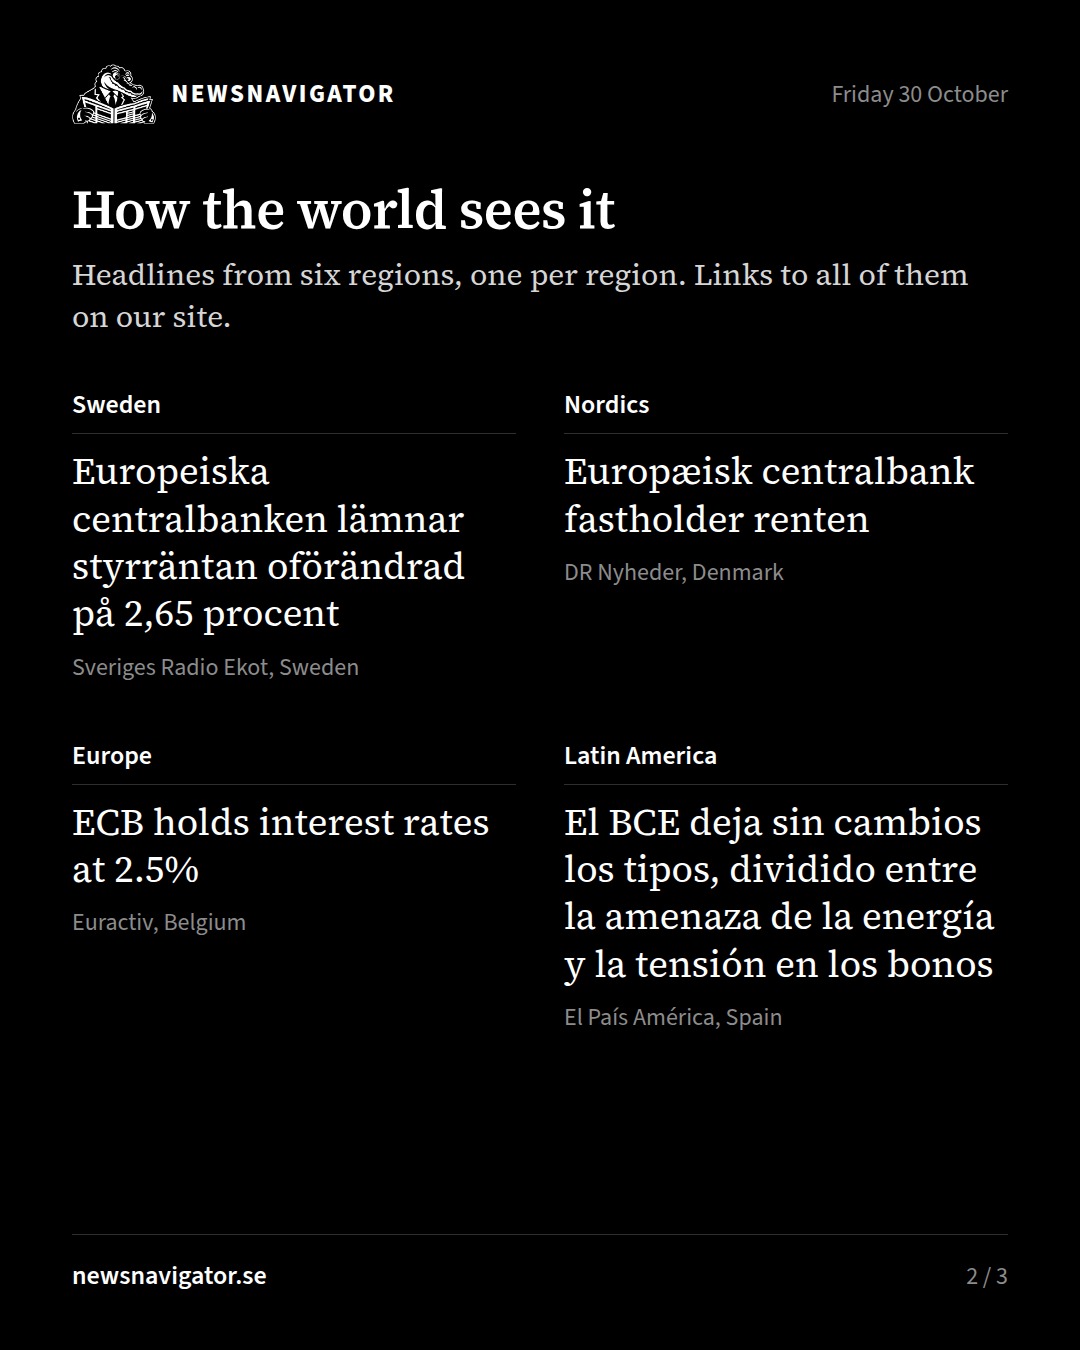 NEWSNAVIGATOR
Friday 30 October
How the world sees it
Headlines from six regions, one per region. Links to all of them
on our site.
Sweden
Europeiska
centralbanken lämnar
styrräntan oförändrad
på 2,65 procent
Sveriges Radio Ekot, Sweden
Nordics
Europæisk centralbank
fastholder renten
DR Nyheder, Denmark
Europe
ECB holds interest rates
at 2.5%
Euractiv, Belgium
Latin America
El BCE deja sin cambios
los tipos, dividido entre
la amenaza de la energía
y la tensión en los bonos
El País América, Spain
newsnavigator.se
2 / 3